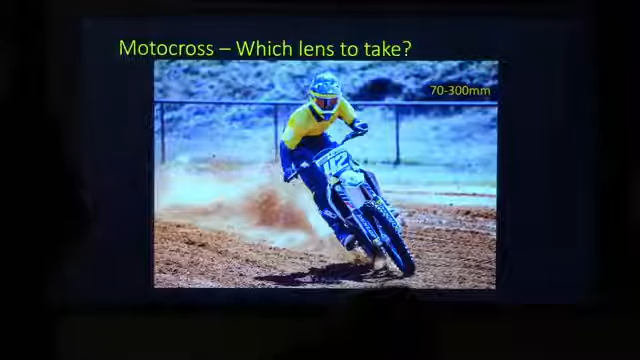 Motocross – Which lens to take?
70-300mm
112